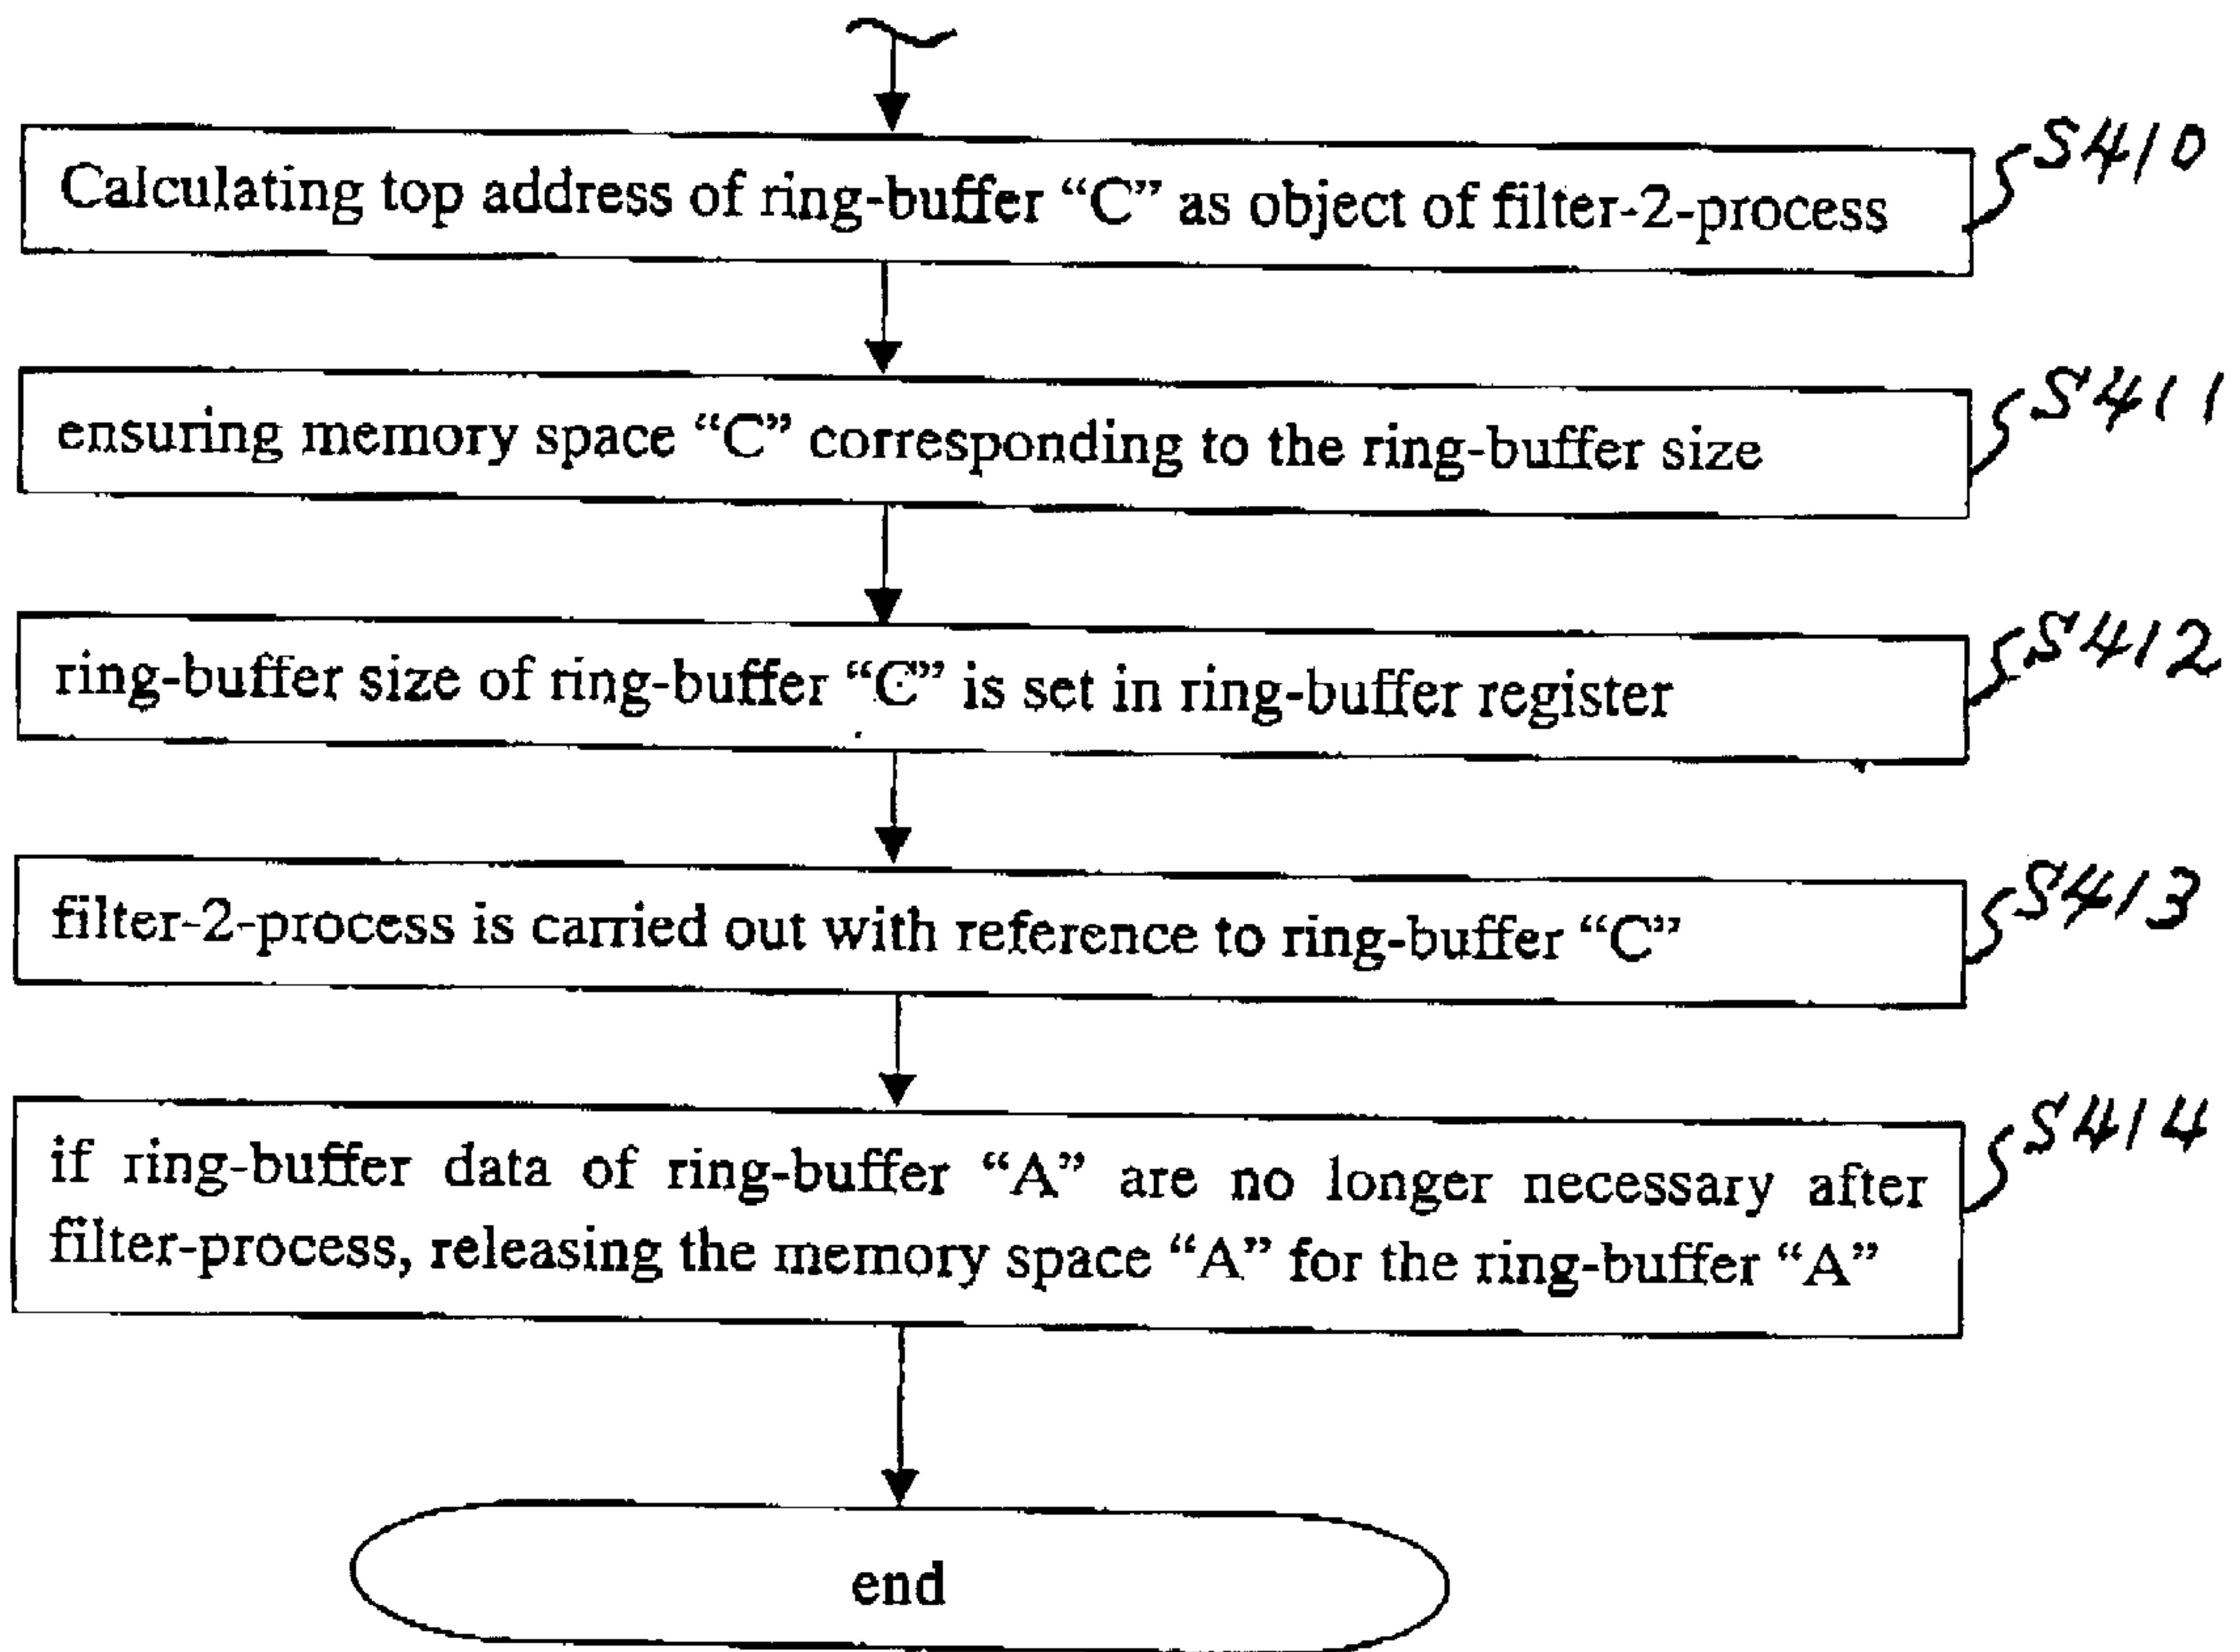 Calculating top address of ring-buffer “C” as object of filter-2-process
S410
ensuring memory space “C” corresponding to the ring-buffer size
S411
ring-buffer size of ring-buffer “C” is set in ring-buffer register
S412
filter-2-process is carried out with reference to ring-buffer “C”
S413
if ring-buffer data of ring-buffer “A” are no longer necessary after
filter-process, releasing the memory space “A” for the ring-buffer “A”
S414
end